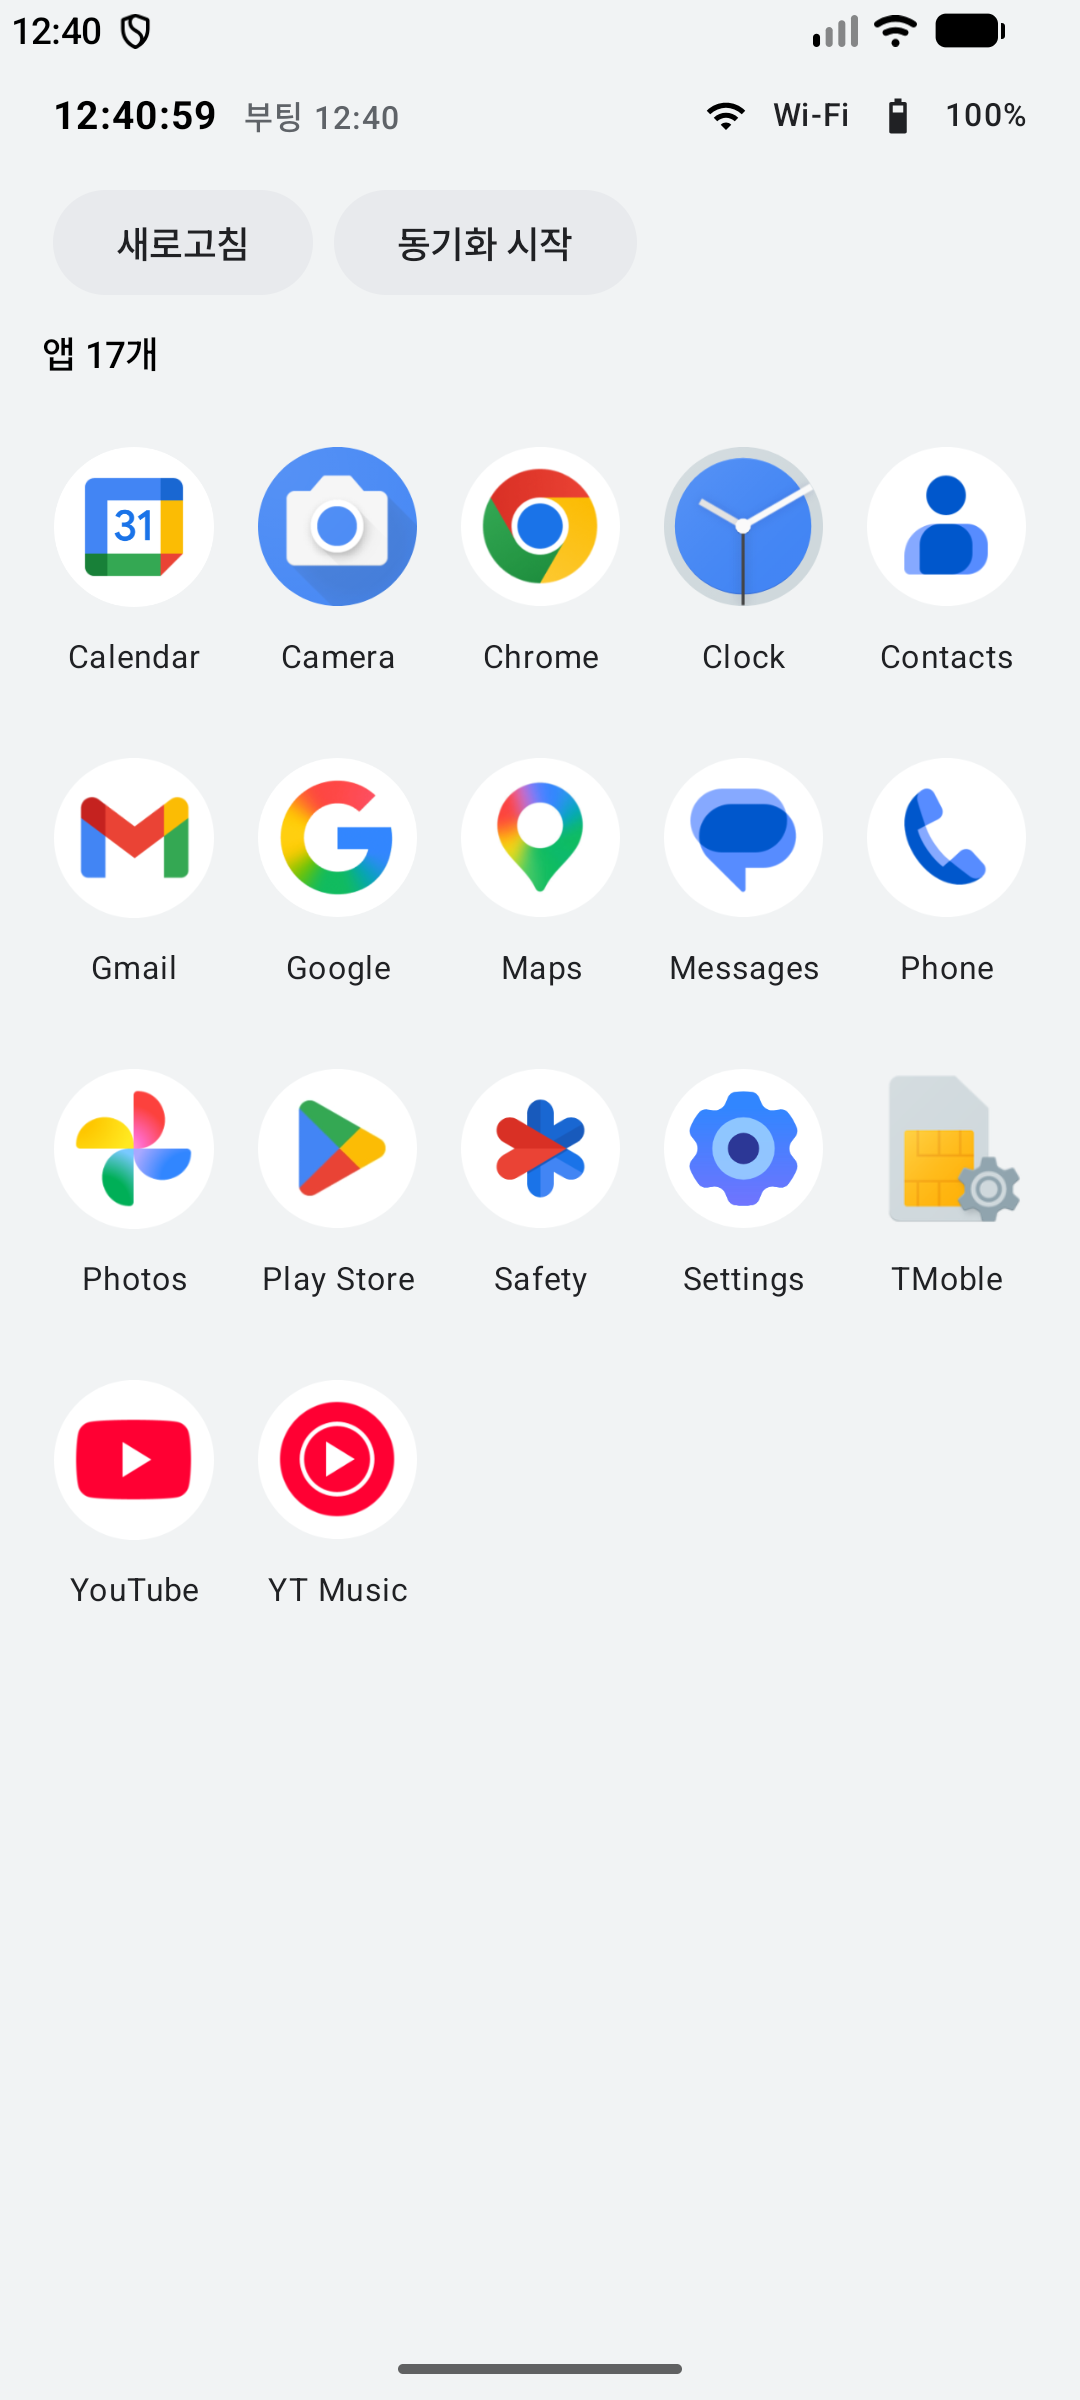 12:40
12:40:59 부팅 12:40 Wi-Fi 100%
새로고침 동기화 시작
앱 17개
31
Calendar Camera Chrome Clock Contacts
Gmail Google Maps Messages Phone
Photos Play Store Safety Settings TMoble
YouTube YT Music